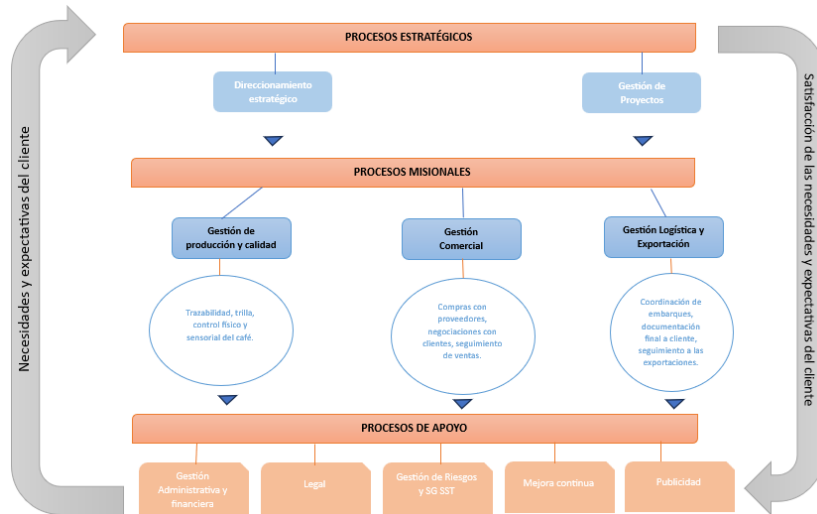 PROCESOS ESTRATÉGICOS
Direccionamiento
estratégico
Gestión de
Proyectos
Necesidades y expectativas del cliente
Satisfacción de las necesidades y expectativas del cliente
PROCESOS MISIONALES
Gestión de
producción y calidad
Gestión
Comercial
Gestión Logística y
Exportación
Trazabilidad, trilla,
control físico y
sensorial del café.
Compras con
proveedores,
negociaciones con
clientes, seguimiento
de ventas.
Coordinación de
embarques,
documentación
final a cliente,
seguimiento a las
exportaciones.
PROCESOS DE APOYO
Gestión
Administrativa y
financiera
Legal
Gestión de Riesgos
y SG SST
Mejora continua
Publicidad